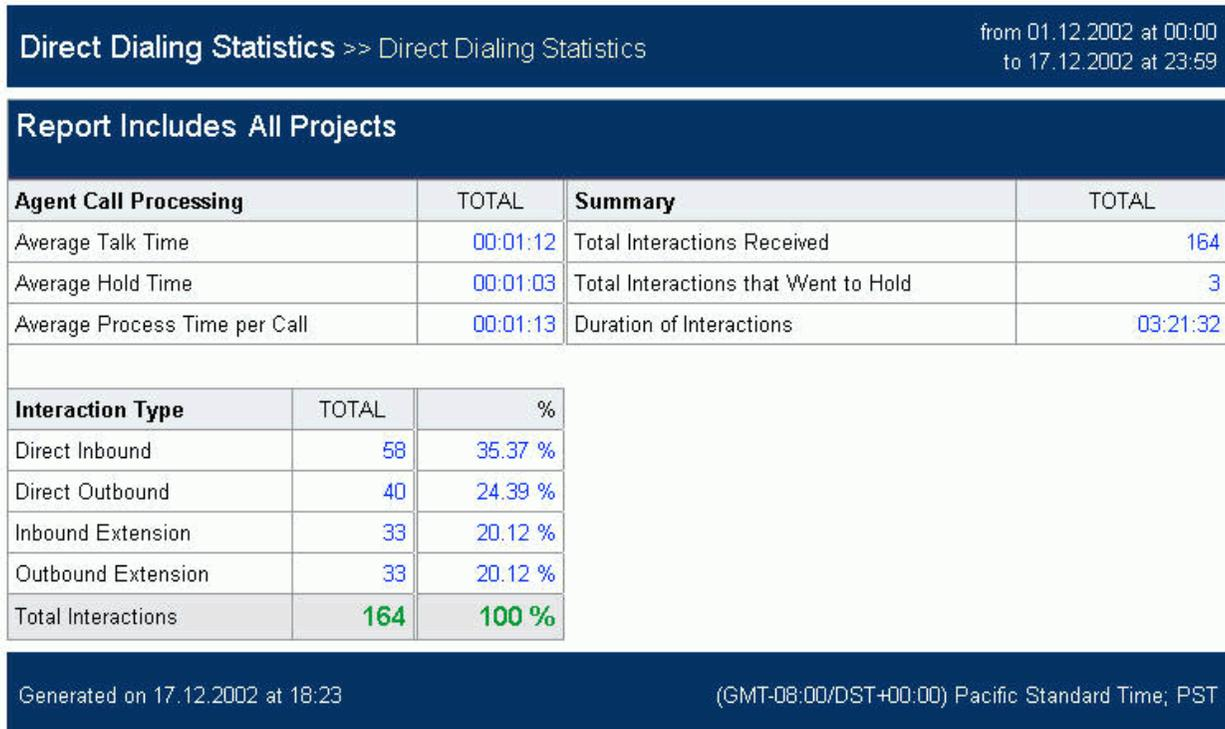 Direct Dialing Statistics >> Direct Dialing Statistics
from 01.12.2002 at 00:00
to 17.12.2002 at 23:59
Report Includes All Projects
Agent Call Processing TOTAL Summary TOTAL
Average Talk Time 00:01:12 Total Interactions Received 164
Average Hold Time 00:01:03 Total Interactions that Went to Hold 3
Average Process Time per Call 00:01:13 Duration of Interactions 03:21:32
Interaction Type TOTAL %
Direct Inbound 58 35.37 %
Direct Outbound 40 24.39 %
Inbound Extension 33 20.12 %
Outbound Extension 33 20.12 %
Total Interactions 164 100 %
Generated on 17.12.2002 at 18:23 (GMT-08:00/DST+00:00) Pacific Standard Time; PST